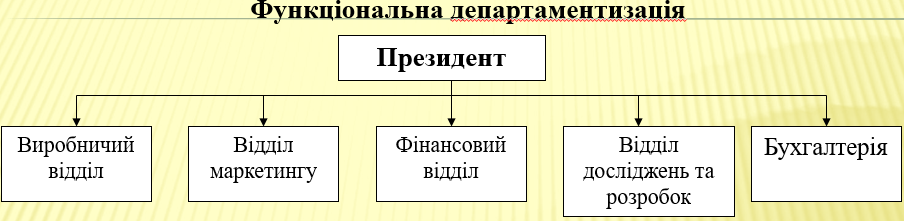 Функціональна департаментизація
Президент
Виробничий
відділ
Відділ
маркетингу
Фінансовий
відділ
Відділ
досліджень та
розробок
Бухгалтерія